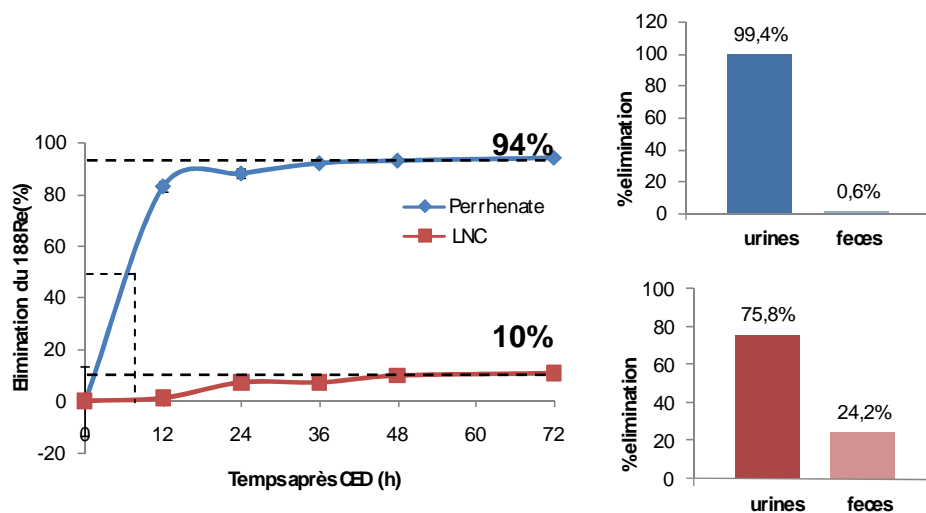 Elimination du 188Re(%)
100
80
60
40
20
0
-20
0 12 24 36 48 60 72
Temps après CED (h)
94%
Perrhenate
LNC
10%
%elimination
120
100
80
60
40
20
0
99,4%
0,6%
urines feces
%elimination
100
80
60
40
20
0
75,8%
24,2%
urines feces